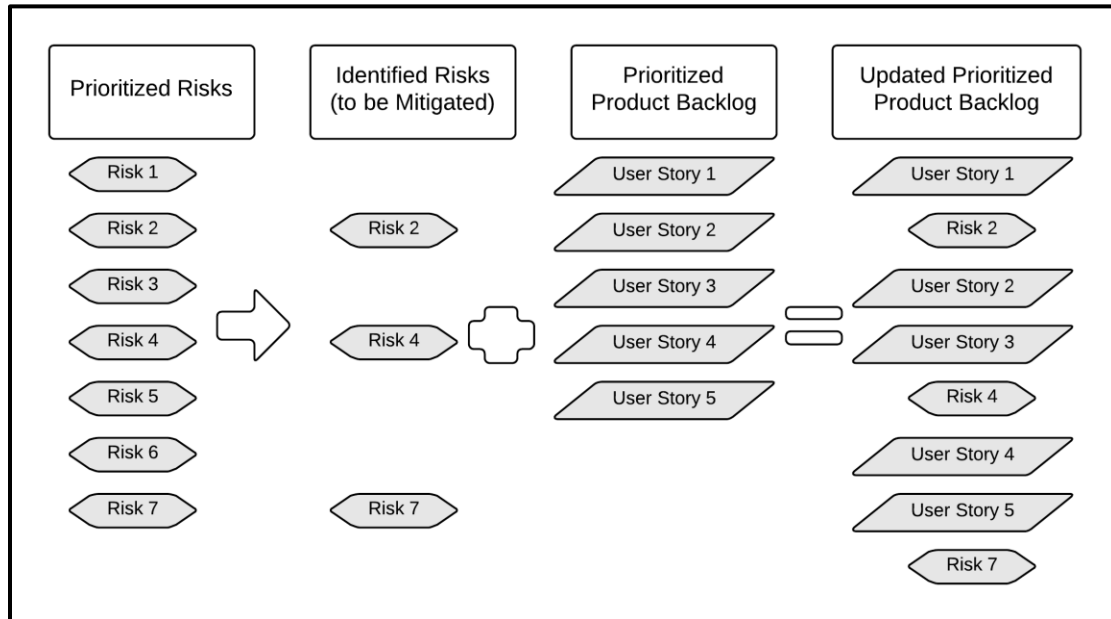 Prioritized Risks
Risk 1
Risk 2
Risk 3
Risk 4
Risk 5
Risk 6
Risk 7
Identified Risks
(to be Mitigated)
Risk 2
Risk 4
Risk 7
Prioritized
Product Backlog
User Story 1
User Story 2
User Story 3
User Story 4
User Story 5
Updated Prioritized
Product Backlog
User Story 1
Risk 2
User Story 2
User Story 3
Risk 4
User Story 4
User Story 5
Risk 7